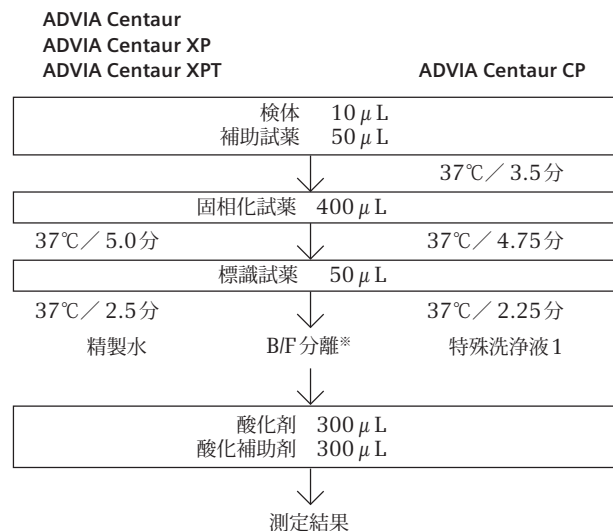 ADVIA Centaur
ADVIA Centaur XP
ADVIA Centaur XPT ADVIA Centaur CP
検体 10μL
補助試薬 50μL
37℃／3.5分
固相化試薬 400μL
37℃／5.0分 37℃／4.75分
標識試薬 50μL
37℃／2.5分 37℃／2.25分
精製水 B/F分離※ 特殊洗浄液1
酸化剤 300μL
酸化補助剤 300μL
測定結果